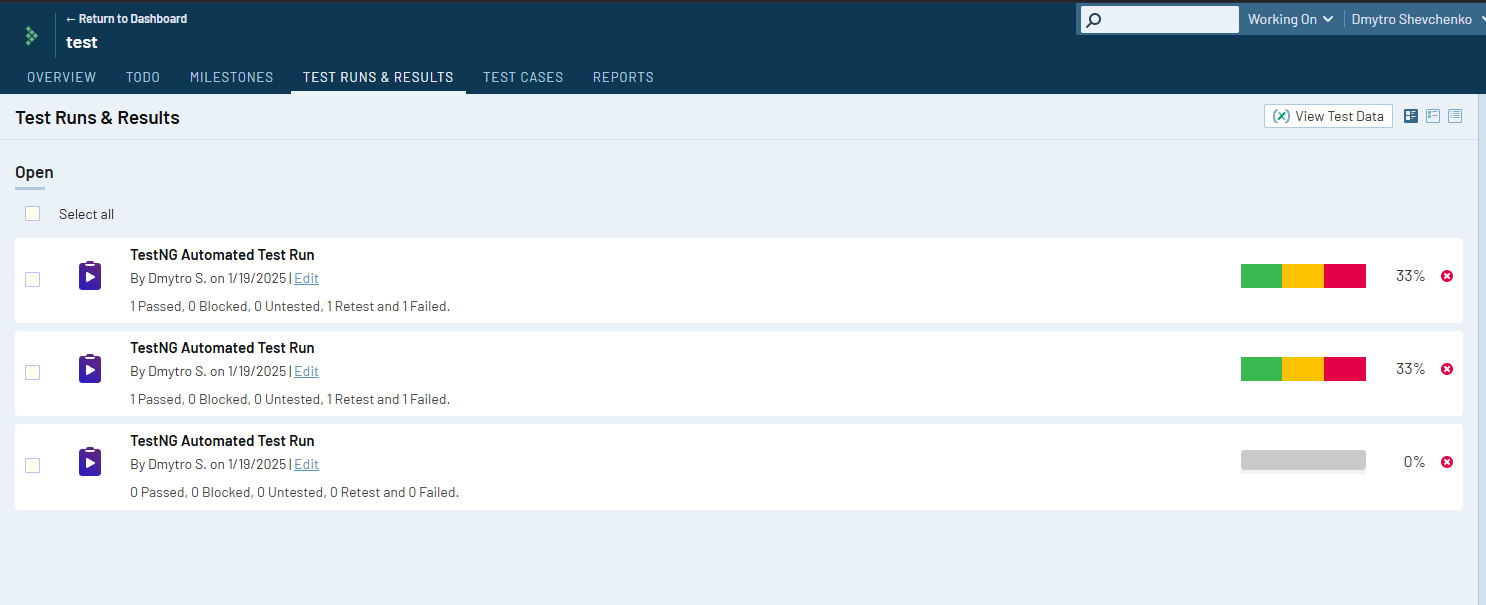 ← Return to Dashboard
test
Working On
Dmytro Shevchenko
OVERVIEW TODO MILESTONES TEST RUNS & RESULTS TEST CASES REPORTS
Test Runs & Results
View Test Data
Open
Select all
TestNG Automated Test Run
By Dmytro S. on 1/19/2025 | Edit
1 Passed, 0 Blocked, 0 Untested, 1 Retest and 1 Failed.
33%
TestNG Automated Test Run
By Dmytro S. on 1/19/2025 | Edit
1 Passed, 0 Blocked, 0 Untested, 1 Retest and 1 Failed.
33%
TestNG Automated Test Run
By Dmytro S. on 1/19/2025 | Edit
0 Passed, 0 Blocked, 0 Untested, 0 Retest and 0 Failed.
0%